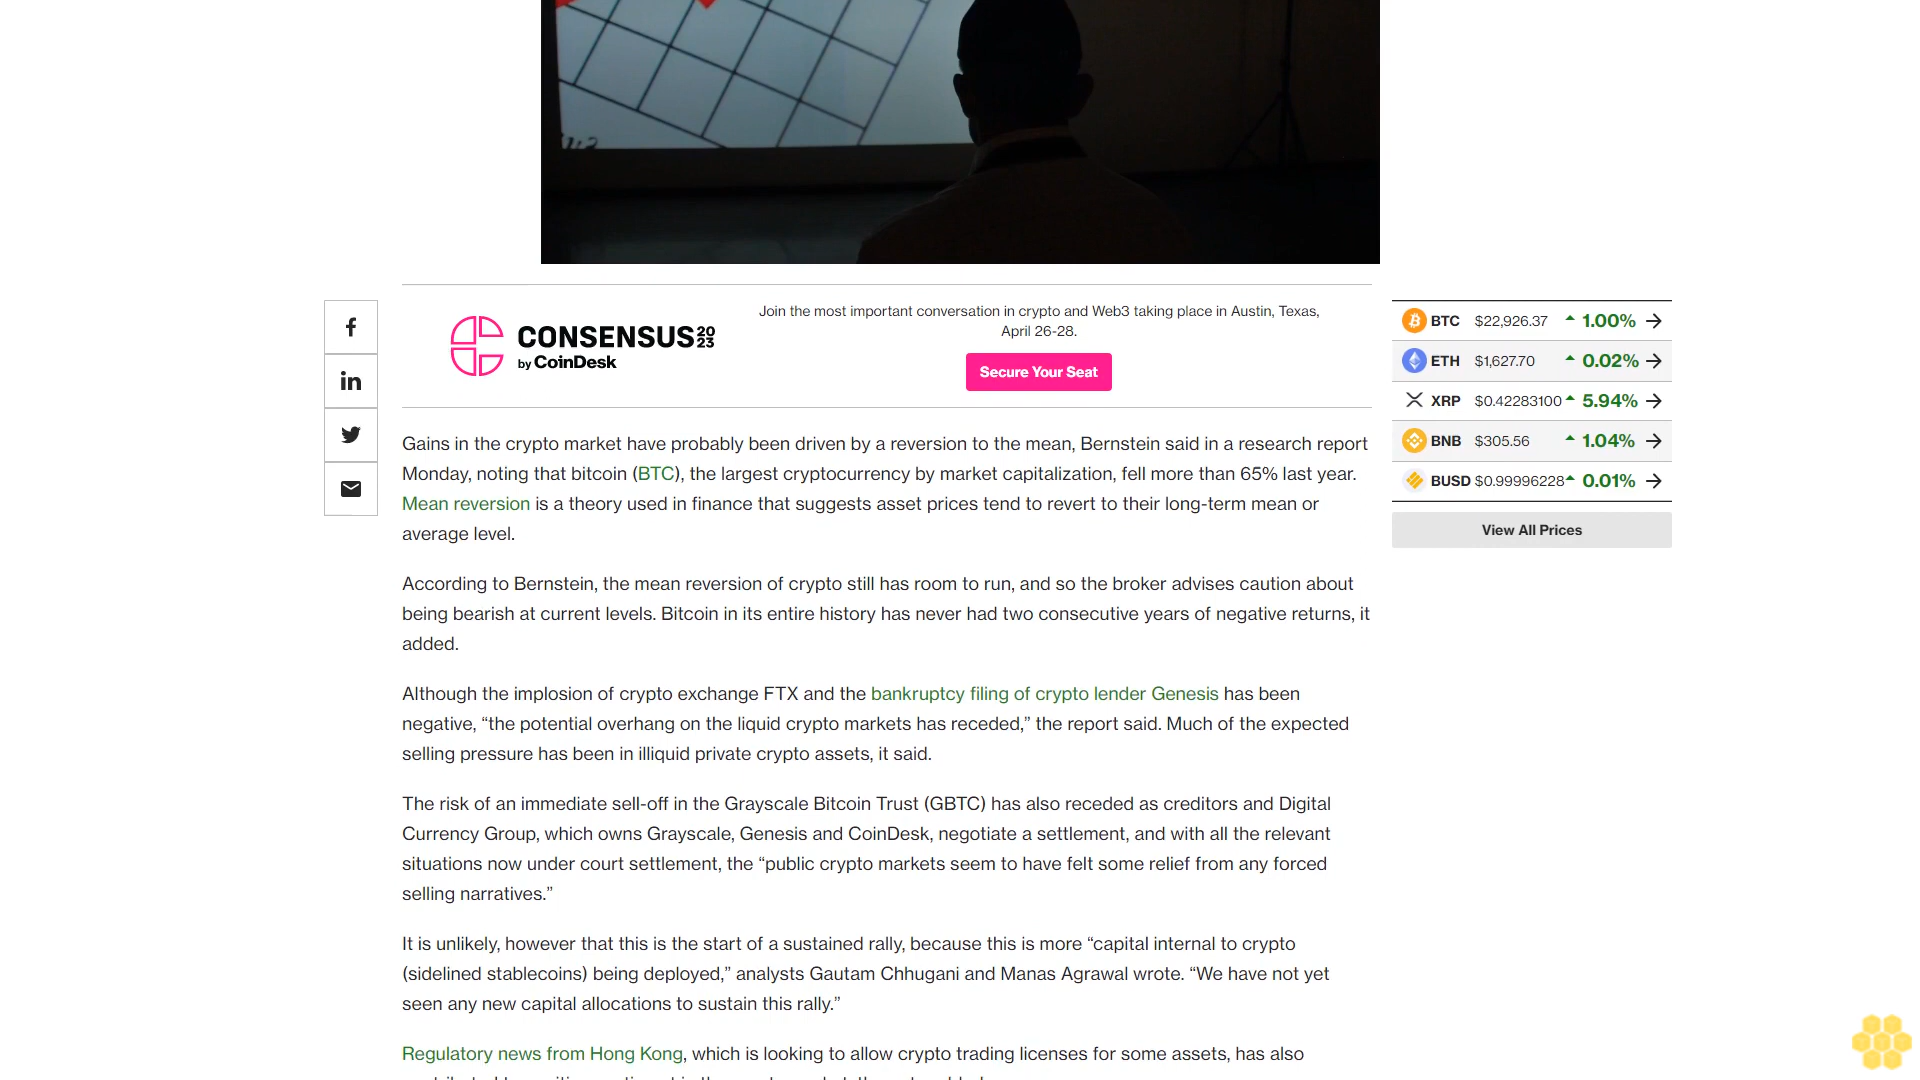 Join the most important conversation in crypto and Web3 taking place in Austin, Texas,
April 26-28.
CONSENSUS 20 23
by CoinDesk
Secure Your Seat
BTC $22,926.37 1.00%
ETH $1,627.70 0.02%
XRP $0.42283100 5.94%
BNB $305.56 1.04%
BUSD $0.99996228 0.01%
View All Prices
Gains in the crypto market have probably been driven by a reversion to the mean, Bernstein said in a research report
Monday, noting that bitcoin (BTC), the largest cryptocurrency by market capitalization, fell more than 65% last year.
Mean reversion is a theory used in finance that suggests asset prices tend to revert to their long-term mean or
average level.
According to Bernstein, the mean reversion of crypto still has room to run, and so the broker advises caution about
being bearish at current levels. Bitcoin in its entire history has never had two consecutive years of negative returns, it
added.
Although the implosion of crypto exchange FTX and the bankruptcy filing of crypto lender Genesis has been
negative, “the potential overhang on the liquid crypto markets has receded,” the report said. Much of the expected
selling pressure has been in illiquid private crypto assets, it said.
The risk of an immediate sell-off in the Grayscale Bitcoin Trust (GBTC) has also receded as creditors and Digital
Currency Group, which owns Grayscale, Genesis and CoinDesk, negotiate a settlement, and with all the relevant
situations now under court settlement, the “public crypto markets seem to have felt some relief from any forced
selling narratives.”
It is unlikely, however that this is the start of a sustained rally, because this is more “capital internal to crypto
(sidelined stablecoins) being deployed,” analysts Gautam Chhugani and Manas Agrawal wrote. “We have not yet
seen any new capital allocations to sustain this rally.”
Regulatory news from Hong Kong, which is looking to allow crypto trading licenses for some assets, has also